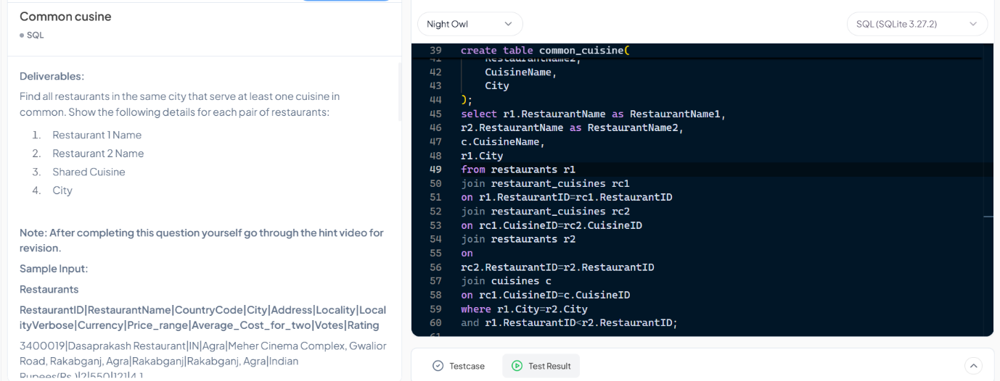 Common cusine
SQL
Deliverables:
Find all restaurants in the same city that serve at least one cuisine in
common. Show the following details for each pair of restaurants:
1. Restaurant 1 Name
2. Restaurant 2 Name
3. Shared Cuisine
4. City
Note: After completing this question yourself go through the hint video for
revision.
Sample Input:
Restaurants
RestaurantID|RestaurantName|CountryCode|City|Address|Locality|Local
ityVerbose|Currency|Price_range|Average_Cost_for_two|Votes|Rating
3400019|Dasaprakash Restaurant|IN|Agra|Meher Cinema Complex, Gwalior
Road, Rakabganj, Agra|Rakabganj|Rakabganj, Agra|Indian
Rupees(Rs.)|2|550|121|4.1
Night Owl
SQL (SQLite 3.27.2)
39 create table common_cuisine(
41 RestaurantName2,
42 CuisineName,
43 City
44 );
45 select r1.RestaurantName as RestaurantName1,
46 r2.RestaurantName as RestaurantName2,
47 c.CuisineName,
48 r1.City
49 from restaurants r1
50 join restaurant_cuisines rc1
51 on r1.RestaurantID=rc1.RestaurantID
52 join restaurant_cuisines rc2
53 on rc1.CuisineID=rc2.CuisineID
54 join restaurants r2
55 on
56 rc2.RestaurantID=r2.RestaurantID
57 join cuisines c
58 on rc1.CuisineID=c.CuisineID
59 where r1.City=r2.City
60 and r1.RestaurantID<r2.RestaurantID;
61
Testcase
Test Result